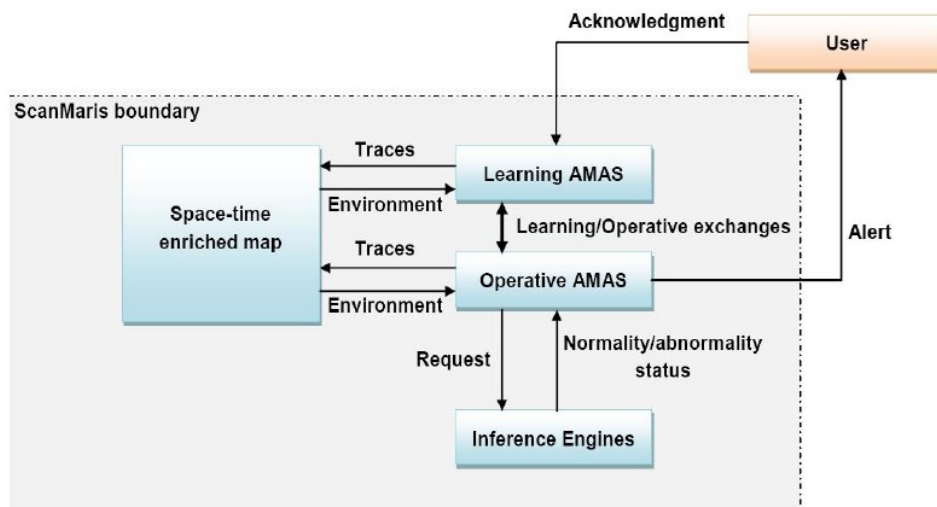 Acknowledgment
User
ScanMaris boundary
Traces
Learning AMAS
Space-time
enriched map
Environment
Learning/Operative exchanges
Alert
Traces
Operative AMAS
Environment
Request
Normality/abnormality
status
Inference Engines